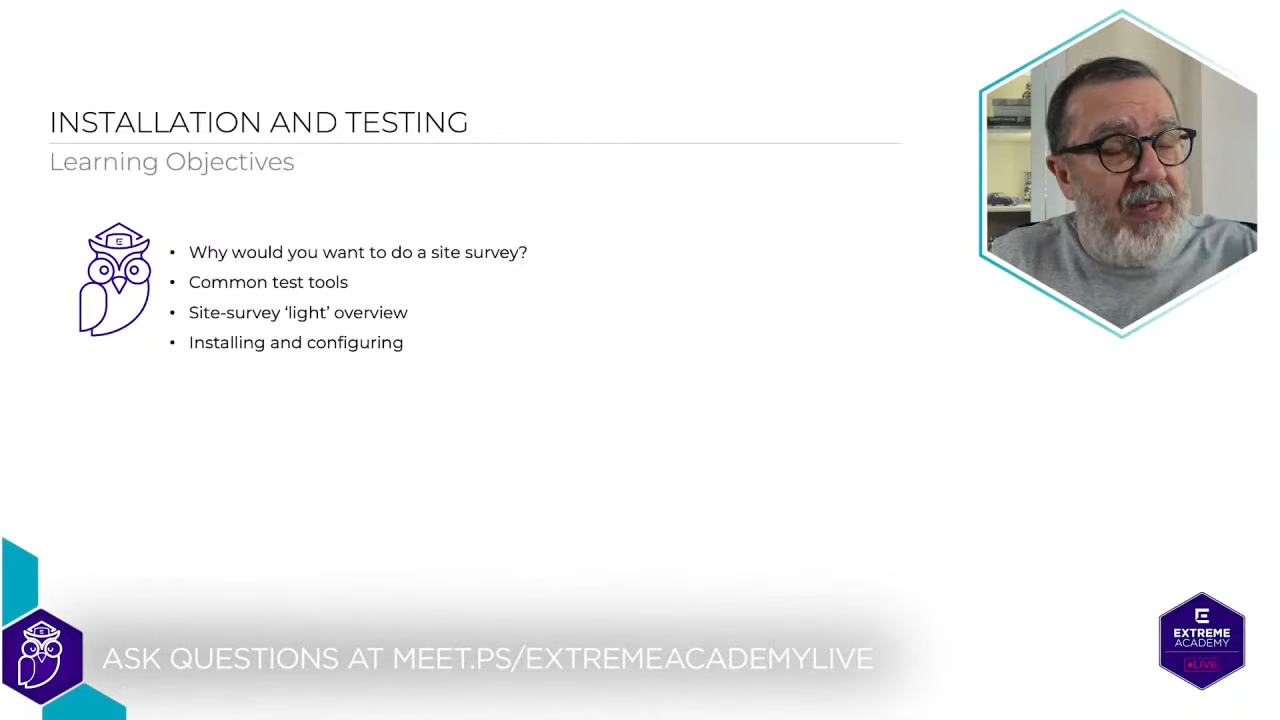 INSTALLATION AND TESTING
Learning Objectives
• Why would you want to do a site survey?
• Common test tools
• Site-survey ‘light’ overview
• Installing and configuring
ASK QUESTIONS AT MEET.PS/EXTREMEACADEMYLIVE
E
EXTREME
ACADEMY
LIVE